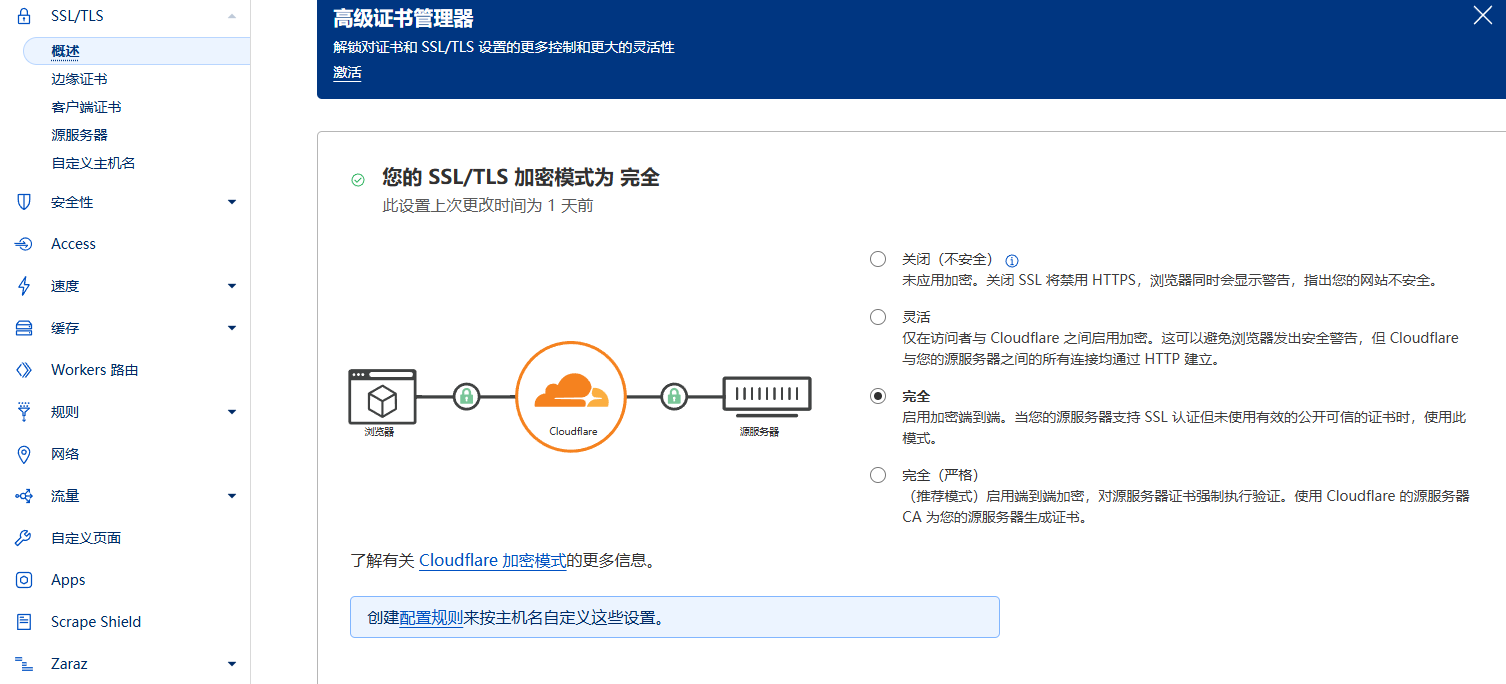 SSL/TLS
概述
边缘证书
客户端证书
源服务器
自定义主机名
安全性
Access
速度
缓存
Workers 路由
规则
网络
流量
自定义页面
Apps
Scrape Shield
Zaraz
高级证书管理器
解锁对证书和 SSL/TLS 设置的更多控制和更大的灵活性
激活
您的 SSL/TLS 加密模式为 完全
此设置上次更改时间为 1 天前
浏览器
Cloudflare
源服务器
关闭（不安全）
未应用加密。关闭 SSL 将禁用 HTTPS，浏览器同时会显示警告，指出您的网站不安全。
灵活
仅在访问者与 Cloudflare 之间启用加密。这可以避免浏览器发出安全警告，但 Cloudflare
与您的源服务器之间的所有连接均通过 HTTP 建立。
完全
启用加密端到端。当您的源服务器支持 SSL 认证但未使用有效的公开可信的证书时，使用此
模式。
完全（严格）
（推荐模式）启用端到端加密，对源服务器证书强制执行验证。使用 Cloudflare 的源服务器
CA 为您的源服务器生成证书。
了解有关 Cloudflare 加密模式的更多信息。
创建配置规则来按主机名自定义这些设置。